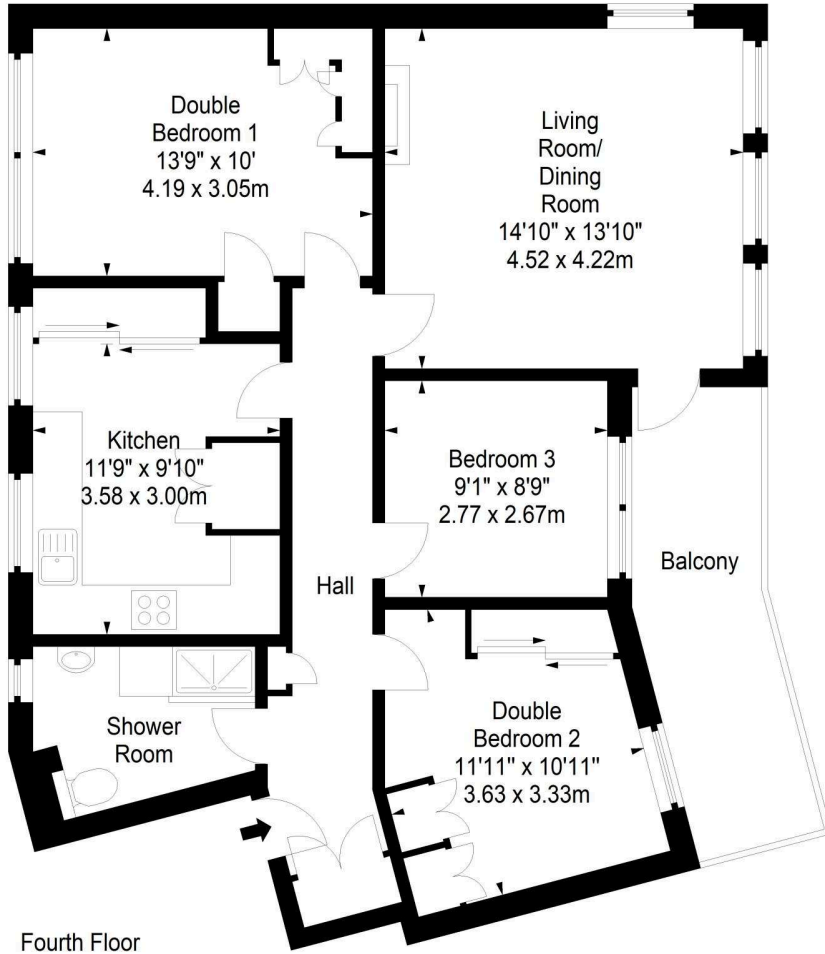 Double
Bedroom 1
13'9" x 10'
4.19 x 3.05m
Living
Room/
Dining
Room
14'10" x 13'10"
4.52 x 4.22m
Kitchen
11'9" x 9'10"
3.58 x 3.00m
Bedroom 3
9'1" x 8'9"
2.77 x 2.67m
Balcony
Hall
Shower
Room
Double
Bedroom 2
11'11" x 10'11"
3.63 x 3.33m
Fourth Floor